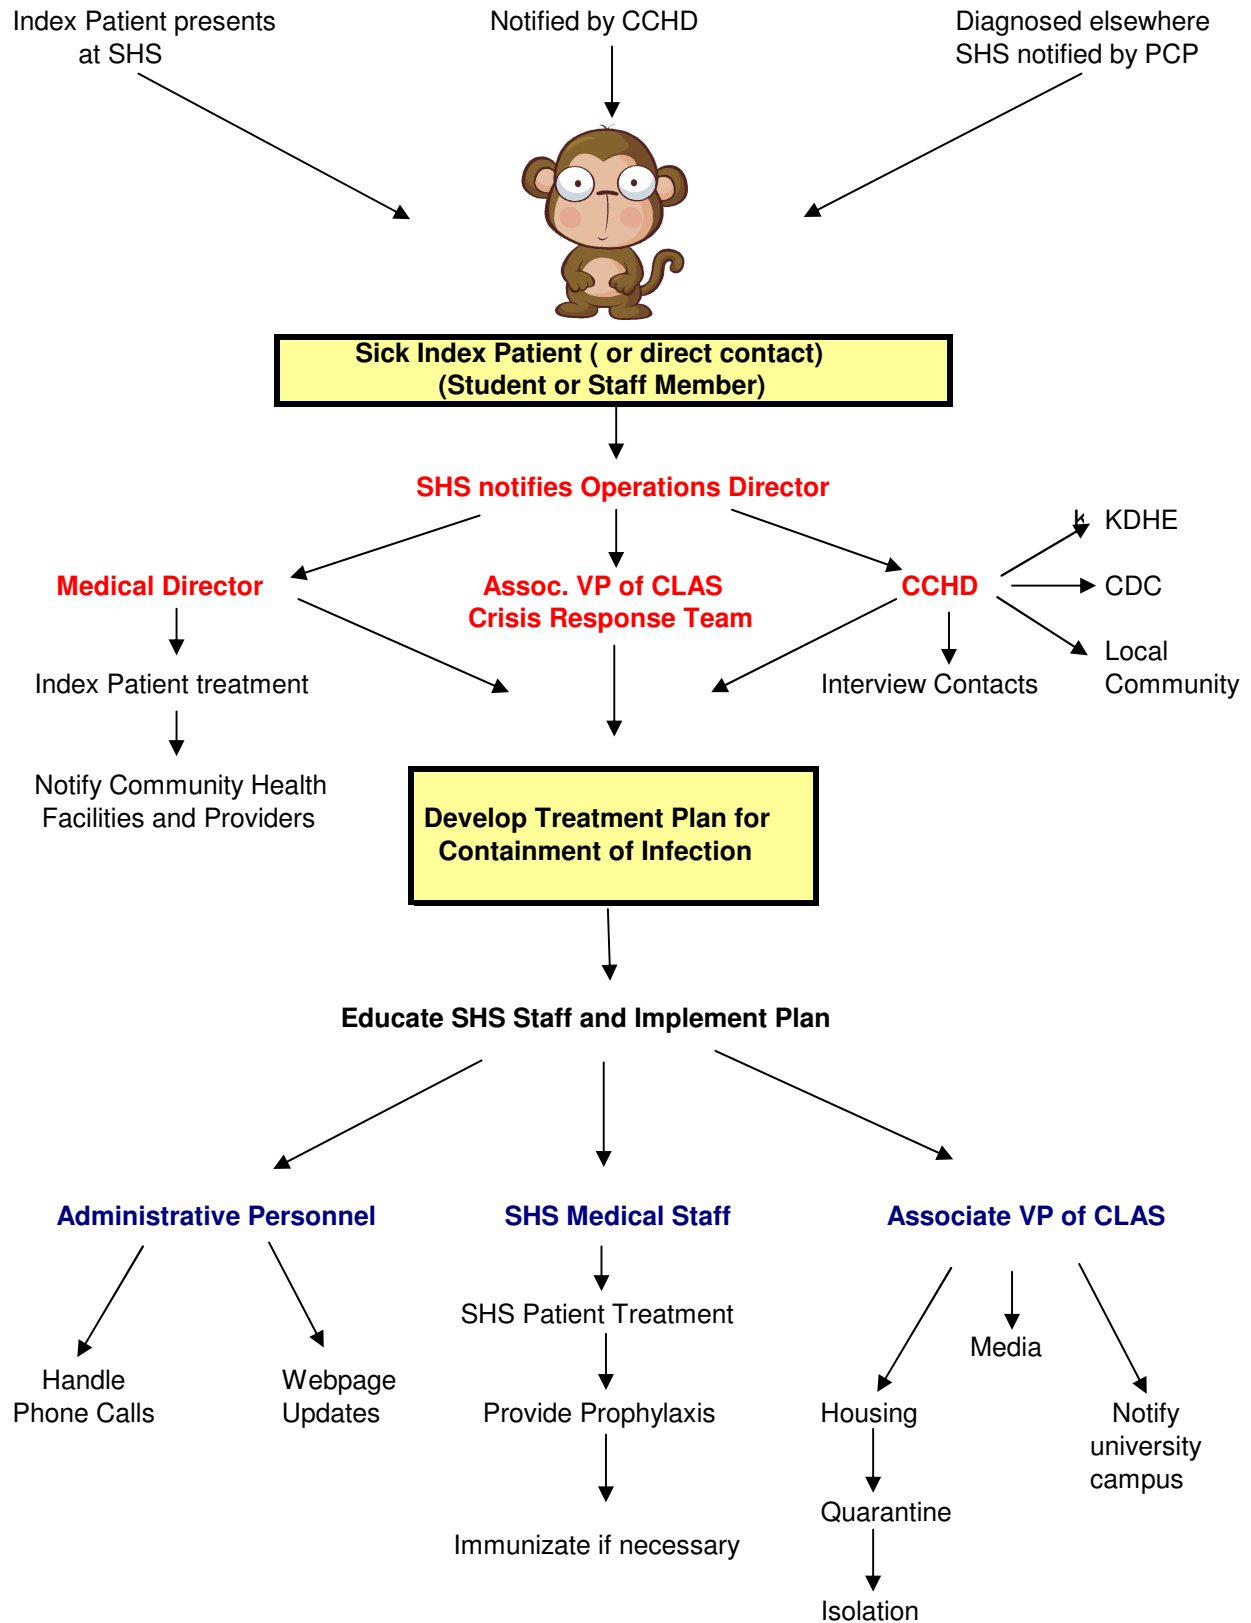 Index Patient presents
at SHS
Notified by CCHD
Diagnosed elsewhere
SHS notified by PCP
Sick Index Patient ( or direct contact)
(Student or Staff Member)
SHS notifies Operations Director
KDHE
Medical Director
Assoc. VP of CLAS
Crisis Response Team
CCHD
CDC
Local
Community
Index Patient treatment
Interview Contacts
Notify Community Health
Facilities and Providers
Develop Treatment Plan for
Containment of Infection
Educate SHS Staff and Implement Plan
Administrative Personnel
SHS Medical Staff
Associate VP of CLAS
SHS Patient Treatment
Media
Handle
Phone Calls
Webpage
Updates
Provide Prophylaxis
Housing
Notify
university
campus
Quarantine
Immunizate if necessary
Isolation